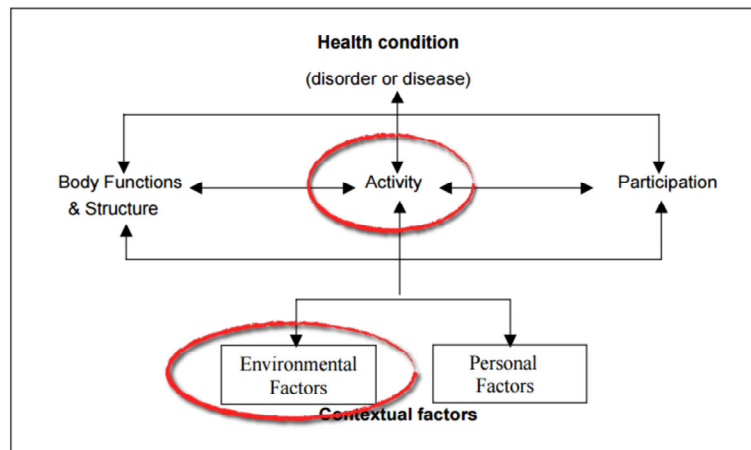 Health condition
(disorder or disease)
Body Functions
& Structure
Activity
Participation
Environmental
Factors
Personal
Factors
Contextual factors